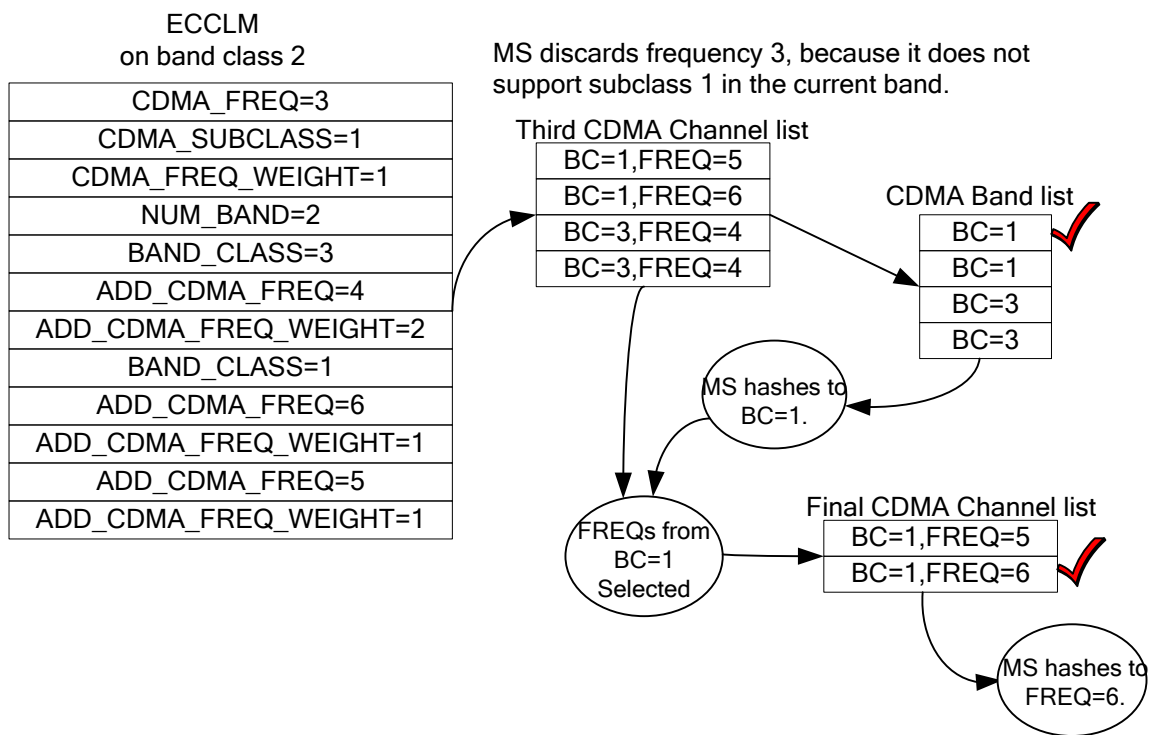 ECCLM
on band class 2
CDMA_FREQ=3
CDMA_SUBCLASS=1
CDMA_FREQ_WEIGHT=1
NUM_BAND=2
BAND_CLASS=3
ADD_CDMA_FREQ=4
ADD_CDMA_FREQ_WEIGHT=2
BAND_CLASS=1
ADD_CDMA_FREQ=6
ADD_CDMA_FREQ_WEIGHT=1
ADD_CDMA_FREQ=5
ADD_CDMA_FREQ_WEIGHT=1
MS discards frequency 3, because it does not
support subclass 1 in the current band.
Third CDMA Channel list
BC=1,FREQ=5
BC=1,FREQ=6
BC=3,FREQ=4
BC=3,FREQ=4
CDMA Band list
BC=1
BC=1
BC=3
BC=3
MS hashes to
BC=1.
FREQs from
BC=1
Selected
Final CDMA Channel list
BC=1,FREQ=5
BC=1,FREQ=6
MS hashes to
FREQ=6.